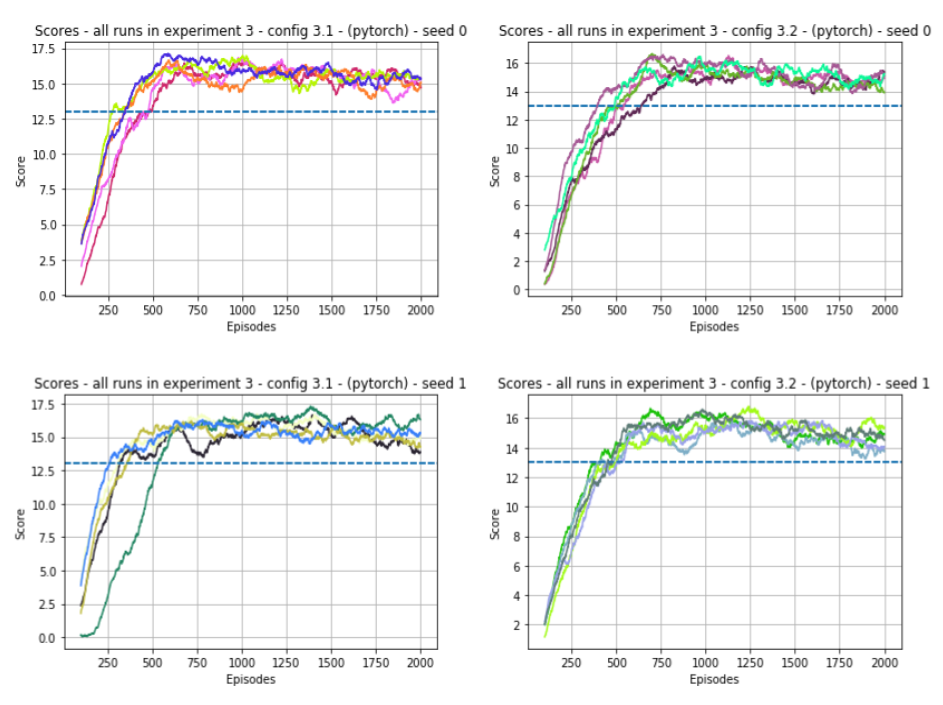 Scores - all runs in experiment 3 - config 3.1 - (pytorch) - seed 0
17.5
15.0
12.5
10.0
7.5
5.0
2.5
0.0
Score
250 500 750 1000 1250 1500 1750 2000
Episodes
Scores - all runs in experiment 3 - config 3.2 - (pytorch) - seed 0
16
14
12
10
8
6
4
2
0
Score
250 500 750 1000 1250 1500 1750 2000
Episodes
Scores - all runs in experiment 3 - config 3.1 - (pytorch) - seed 1
17.5
15.0
12.5
10.0
7.5
5.0
2.5
0.0
Score
250 500 750 1000 1250 1500 1750 2000
Episodes
Scores - all runs in experiment 3 - config 3.2 - (pytorch) - seed 1
16
14
12
10
8
6
4
2
Score
250 500 750 1000 1250 1500 1750 2000
Episodes